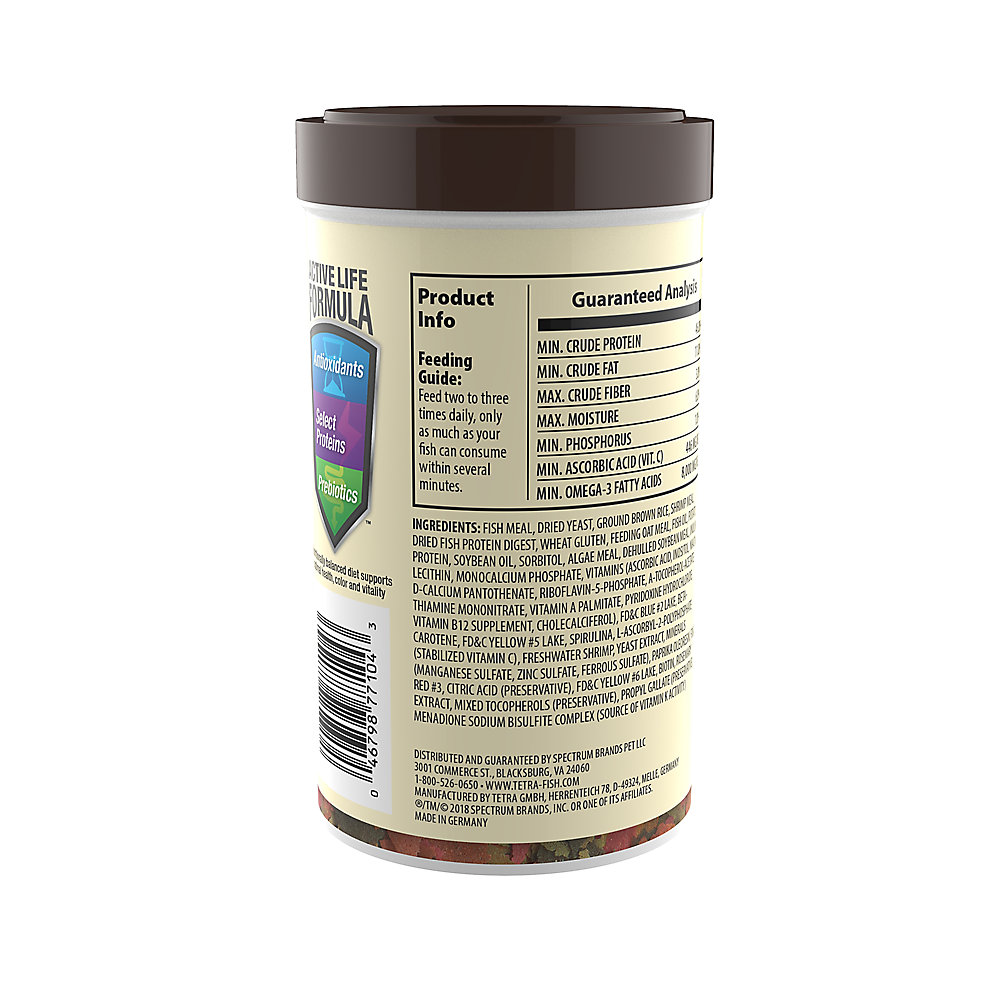 ACTIVE LIFE
FORMULA
Antioxidants
Select
Proteins
Prebiotics
™
balanced diet supports
health, color and vitality
0 46798 77104 3
Product
Info
Feeding
Guide:
Feed two to three
times daily, only
as much as your
fish can consume
within several
minutes.
Guaranteed Analysis
MIN. CRUDE PROTEIN
MIN. CRUDE FAT
MAX. CRUDE FIBER
MAX. MOISTURE
MIN. PHOSPHORUS
MIN. ASCORBIC ACID (VIT. C)
MIN. OMEGA-3 FATTY ACIDS
INGREDIENTS: FISH MEAL, DRIED YEAST, GROUND BROWN RICE, SHRIMP MEAL,
DRIED FISH PROTEIN DIGEST, WHEAT GLUTEN, FEEDING OAT MEAL, FISH OIL,
PROTEIN, SOYBEAN OIL, SORBITOL, ALGAE MEAL, DEHULLED SOYBEAN MEAL,
LECITHIN, MONOCALCIUM PHOSPHATE, VITAMINS (ASCORBIC ACID, INOSITOL,
D-CALCIUM PANTOTHENATE, RIBOFLAVIN-5-PHOSPHATE, A-TOCOPHEROL-ACETATE,
THIAMINE MONONITRATE, VITAMIN A PALMITATE, PYRIDOXINE HYDROCHLORIDE,
VITAMIN B12 SUPPLEMENT, CHOLECALCIFEROL), FD&C BLUE #2 LAKE, BETA-
CAROTENE, FD&C YELLOW #5 LAKE, SPIRULINA, L-ASCORBYL-2-POLYPHOSPHATE
(STABILIZED VITAMIN C), FRESHWATER SHRIMP, YEAST EXTRACT, MINERALS
(MANGANESE SULFATE, ZINC SULFATE, FERROUS SULFATE), PAPRIKA OLEORESIN,
RED #3, CITRIC ACID (PRESERVATIVE), FD&C YELLOW #6 LAKE, BIOTIN, ROSEMARY
EXTRACT, MIXED TOCOPHEROLS (PRESERVATIVE), PROPYL GALLATE (PRESERVATIVE),
MENADIONE SODIUM BISULFITE COMPLEX (SOURCE OF VITAMIN K ACTIVITY)
DISTRIBUTED AND GUARANTEED BY SPECTRUM BRANDS PET LLC
3001 COMMERCE ST., BLACKSBURG, VA 24060
1-800-526-0650 • WWW.TETRA-FISH.COM
MANUFACTURED BY TETRA GMBH, HERRENTEICH 78, D-49324, MELLE, GERMANY
®/TM/© 2018 SPECTRUM BRANDS, INC. OR ONE OF ITS AFFILIATES.
MADE IN GERMANY